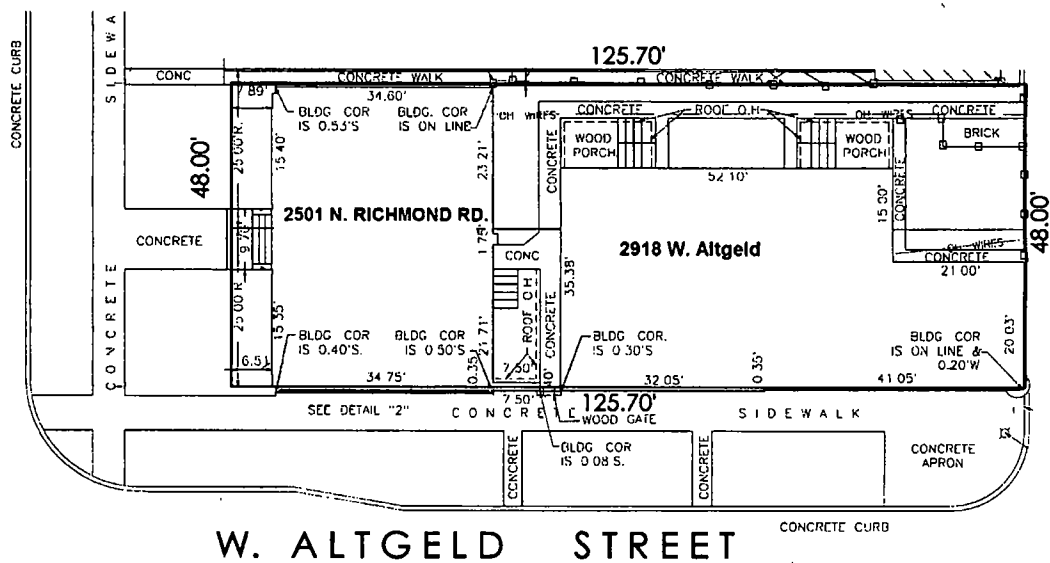 CONCRETE CURB
SIDEWA
CONC
125.70'
CONCRETE WALK
CONCRETE WALK
7.89'
34.60'
BLDG COR
IS 0.53'S
BLDG. COR
IS ON LINE
OH WIRES
CONCRETE
ROOF O.H
OH WIRES
CONCRETE
WOOD
PORCH
WOOD
PORCH
BRICK
52.10'
48.00'
25 00'R.
15 40'
23 21'
CONCRETE
15 00'
CONCRETE
48.00'
2501 N. RICHMOND RD.
2918 W. Altgeld
CONCRETE
9 70'
1 75'
CONC
OH WIRES
CONCRETE
21 00'
CONCRETE
25 00 R
15 35'
21 71'
ROOF OH
CONCRETE
35.38'
20 03'
BLDG COR
IS 0.40'S.
BLDG COR
IS 0 50'S
BLDG COR.
IS 0 30'S
BLDG COR
IS ON LINE &
0.20'W
6.51
34 75'
0.35'
7.50'
32.05'
0 35'
41 05'
7 50'
125.70'
SEE DETAIL "2"
CONCRETE SIDEWALK
WOOD GATE
BLDG COR
IS 0 08 S.
CONCRETE
CONCRETE
CONCRETE
APRON
CONCRETE CURB
W. ALTGELD STREET